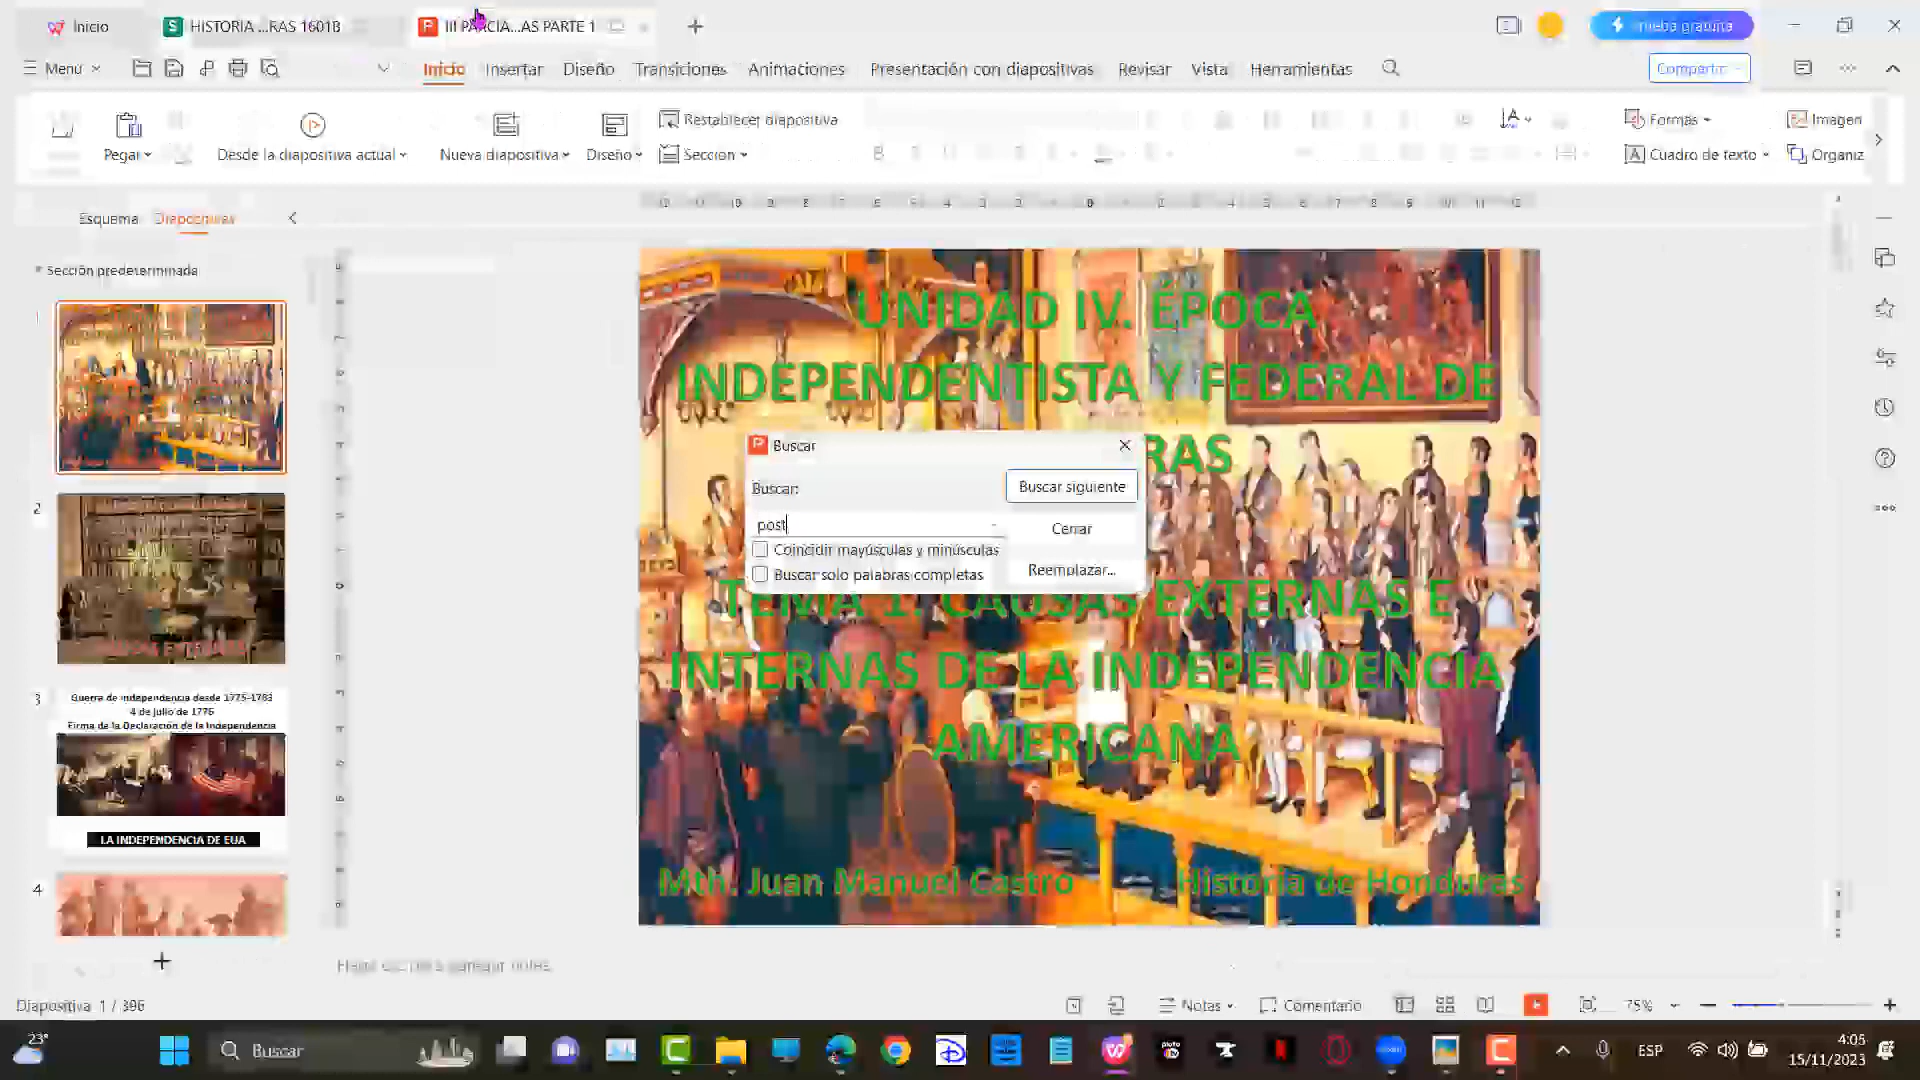 Inicio
HISTORIA ...RAS 1601B
III PARCIA...AS PARTE 1
Prueba gratuita
Menú
Inicio
Insertar
Diseño
Transiciones
Animaciones
Presentación con diapositivas
Revisar
Vista
Herramientas
Compartir
Pegar
Desde la diapositiva actual
Nueva diapositiva
Diseño
Restablecer diapositiva
Sección
Formas
Cuadro de texto
Imagen
Organiz
Esquema
Diapositivas
Sección predeterminada
1
2
3
Guerra de independencia desde 1775-1783
4 de julio de 1776
Firma de la Declaración de la Independencia
LA INDEPENDENCIA DE EUA
4
UNIDAD IV. ÉPOCA
INDEPENDENTISTA Y FEDERAL DE
RAS
TEMA 1. CAUSAS EXTERNAS E
INTERNAS DE LA INDEPENDENCIA
AMERICANA
Mth. Juan Manuel Castro
Historia de Honduras
Buscar
Buscar:
post
Coincidir mayúsculas y minúsculas
Buscar solo palabras completas
Buscar siguiente
Cerrar
Reemplazar...
Diapositiva 1 / 396
Notas
Comentario
75%
23°
Buscar
ESP
4:05
15/11/2023